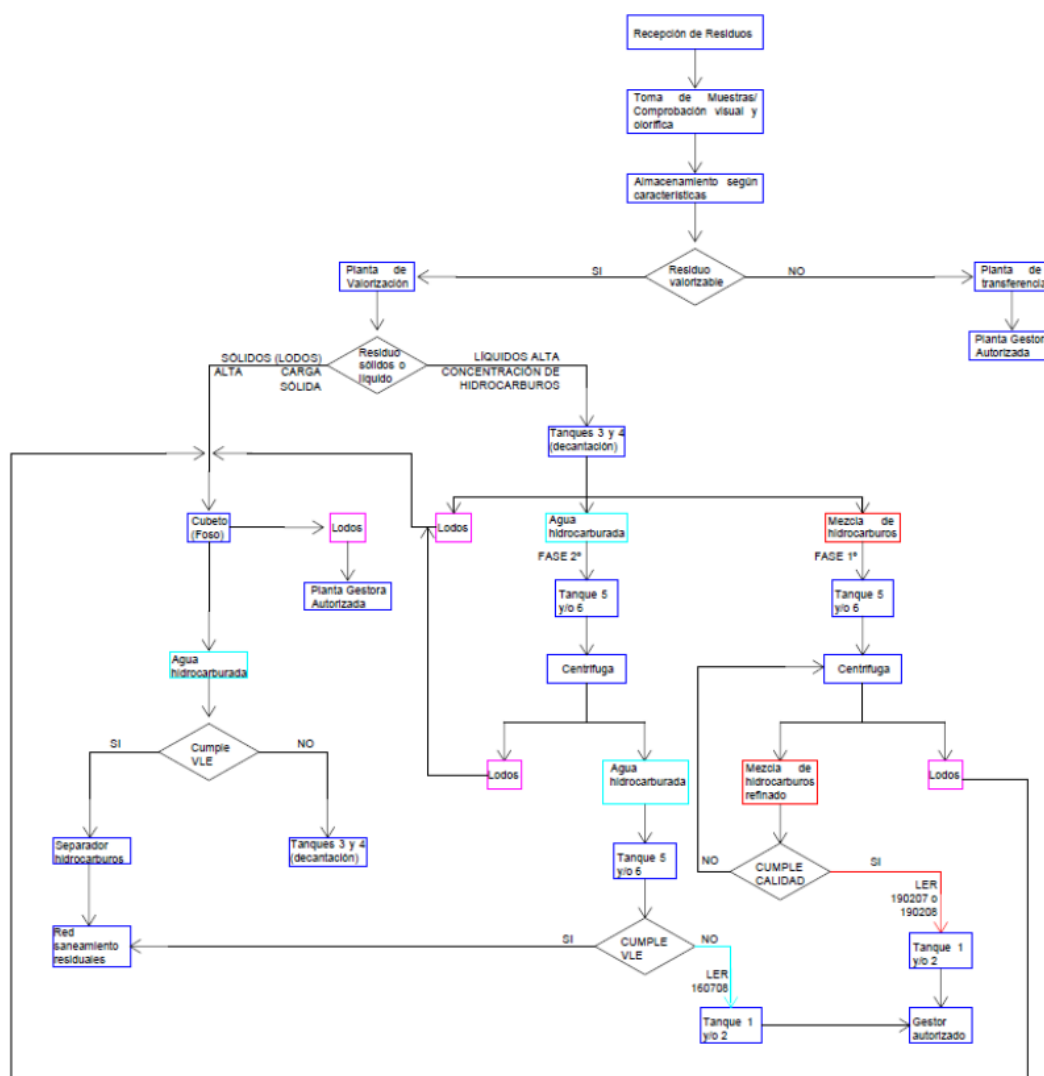 Recepción de Residuos
Toma de Muestras/
Comprobación visual y
olorífica
Almacenamiento según
características
Residuo
valorizable
SI
NO
Planta de
Valorización
Planta de
transferencia
Planta Gestora
Autorizada
Residuo
sólidos o
líquido
SÓLIDOS (LODOS)
ALTA CARGA
SÓLIDA
LÍQUIDOS ALTA
CONCENTRACIÓN DE
HIDROCARBUROS
Tanques 3 y 4
(decantación)
Cubeto
(Foso)
Lodos
Lodos
Agua
hidrocarburada
Mezcla de
hidrocarburos
FASE 2º
FASE 1º
Planta Gestora
Autorizada
Tanque 5
y/o 6
Tanque 5
y/o 6
Agua
hidrocarburada
Centrífuga
Centrífuga
Cumple
VLE
SI
NO
Lodos
Agua
hidrocarburada
Mezcla de
hidrocarburos
refinado
Lodos
Separador
hidrocarburos
Tanques 3 y 4
(decantación)
Tanque 5
y/o 6
NO
CUMPLE
CALIDAD
SI
LER
190207 o
190208
Red
saneamiento
residuales
SI
CUMPLE
VLE
NO
LER
160708
Tanque 1
y/o 2
Tanque 1
y/o 2
Gestor
autorizado